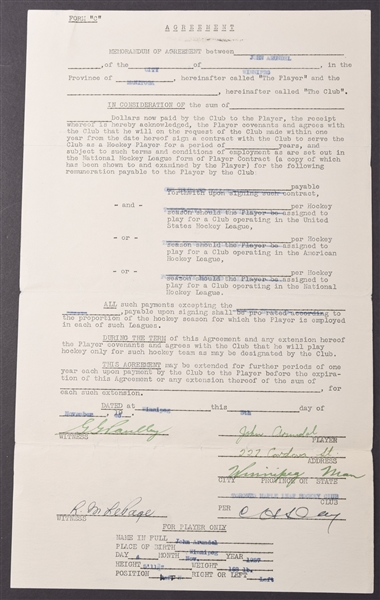 FORM "C"
AGREEMENT
MEMORANDUM OF AGREEMENT between
JOHN ARUNDEL
of the CITY of WINNIPEG, in the
Province of MANITOBA, hereinafter called "The Player" and the
, hereinafter called "The Club".
IN CONSIDERATION of the sum of
Dollars now paid by the Club to the Player, the receipt
whereof is hereby acknowledged, the Player covenants and agrees with
the Club that he will on the request of the Club made within one
year from the date hereof sign a contract with the Club to serve the
Club as a Hockey Player for a period of years, and
subject to such terms and conditions of employment as are set out in
the National Hockey League form of Player Contract (a copy of which
has been shown to and examined by the Player) for the following
remuneration payable to the Player by the Club
payable
forthwith upon signing such contract,
- and - per Hockey
season should the Player be assigned to
play for a Club operating in the United
States Hockey League,
- or - per Hockey
season should the Player be assigned to
play for a Club operating in the American
Hockey League,
- or - per Hockey
season should the Player be assigned to
play for a Club operating in the National
Hockey League.
ALL such payments excepting the
, payable upon signing shall be pro rated according to
the proportion of the hockey season for which the Player is employed
in each of such Leagues.
DURING THE TERM of this Agreement and any extension hereof
the Player covenants and agrees with the Club that he will play
hockey only for such hockey team as may be designated by the Club.
THIS AGREEMENT may be extended for further periods of one
year each upon payment by the Club to the Player before the expira-
tion of this Agreement or any extension thereof of the sum of
, for
each such extension.
DATED at Winnipeg this 8th day of
November 19
John Arundel
WITNESS PLAYER
ADDRESS
Winnipeg Man
CITY PROVINCE OR STATE
CLUB
WITNESS PER
FOR PLAYER ONLY
NAME IN FULL John Arundel
PLACE OF BIRTH Winnipeg
DAY 4 MONTH Nov. YEAR
HEIGHT WEIGHT
POSITION RIGHT OR LEFT Left